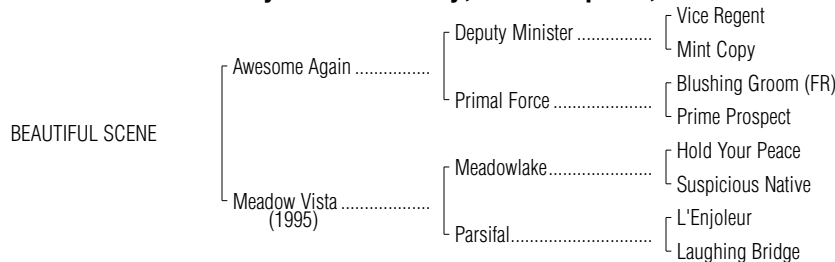 Vice Regent
Deputy Minister ................
Mint Copy
Awesome Again ................
Blushing Groom (FR)
Primal Force .....................
Prime Prospect
BEAUTIFUL SCENE
Hold Your Peace
Meadowlake......................
Suspicious Native
Meadow Vista ...................
(1995)
L'Enjoleur
Parsifal..............................
Laughing Bridge